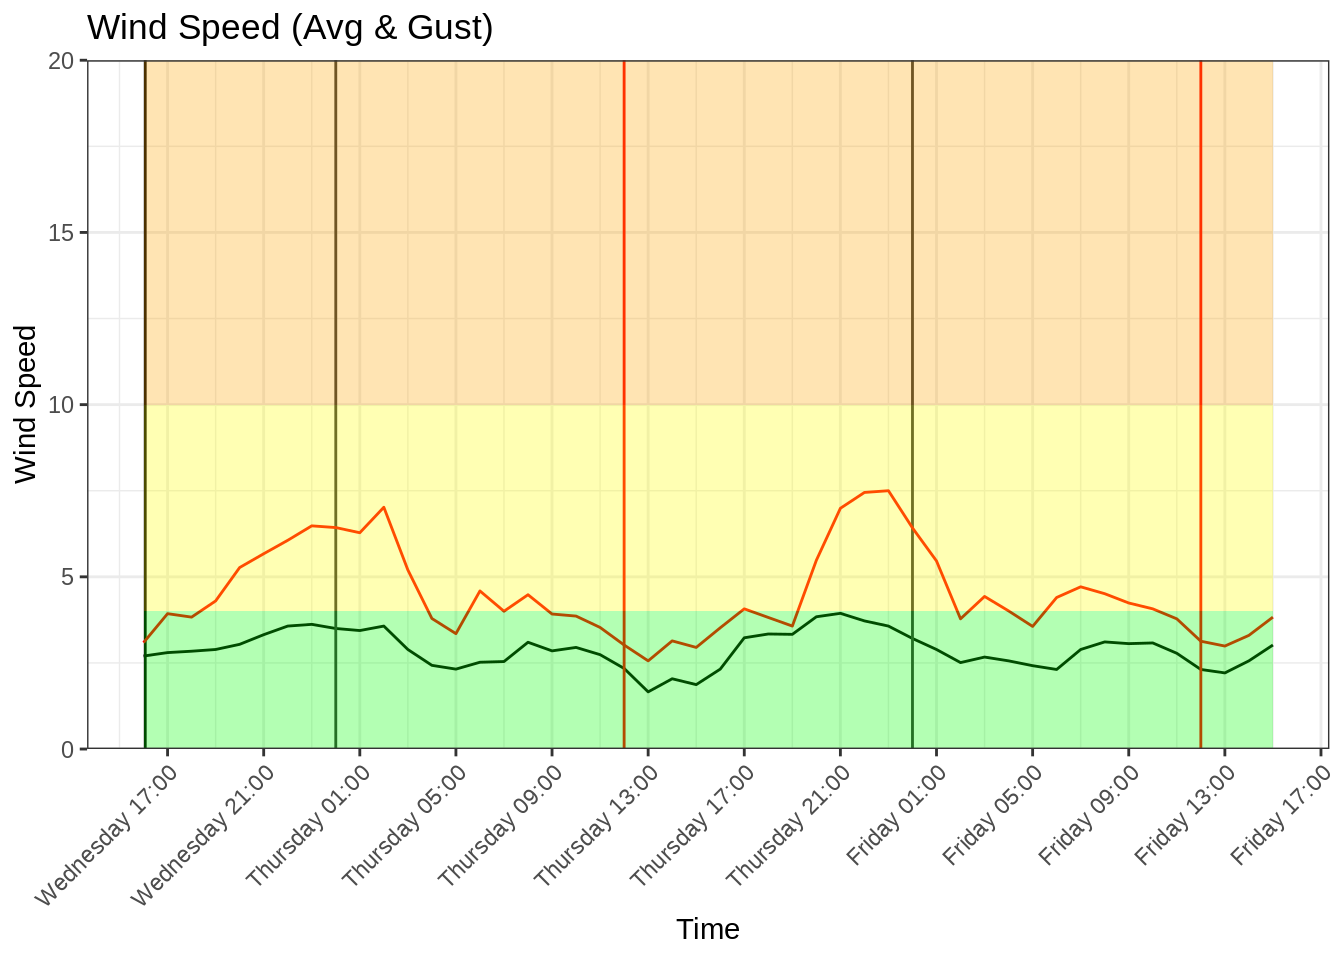 Wind Speed (Avg & Gust)
20
15
10
5
0
Wind Speed
Wednesday 17:00
Wednesday 21:00
Thursday 01:00
Thursday 05:00
Thursday 09:00
Thursday 13:00
Thursday 17:00
Thursday 21:00
Friday 01:00
Friday 05:00
Friday 09:00
Friday 13:00
Friday 17:00
Time